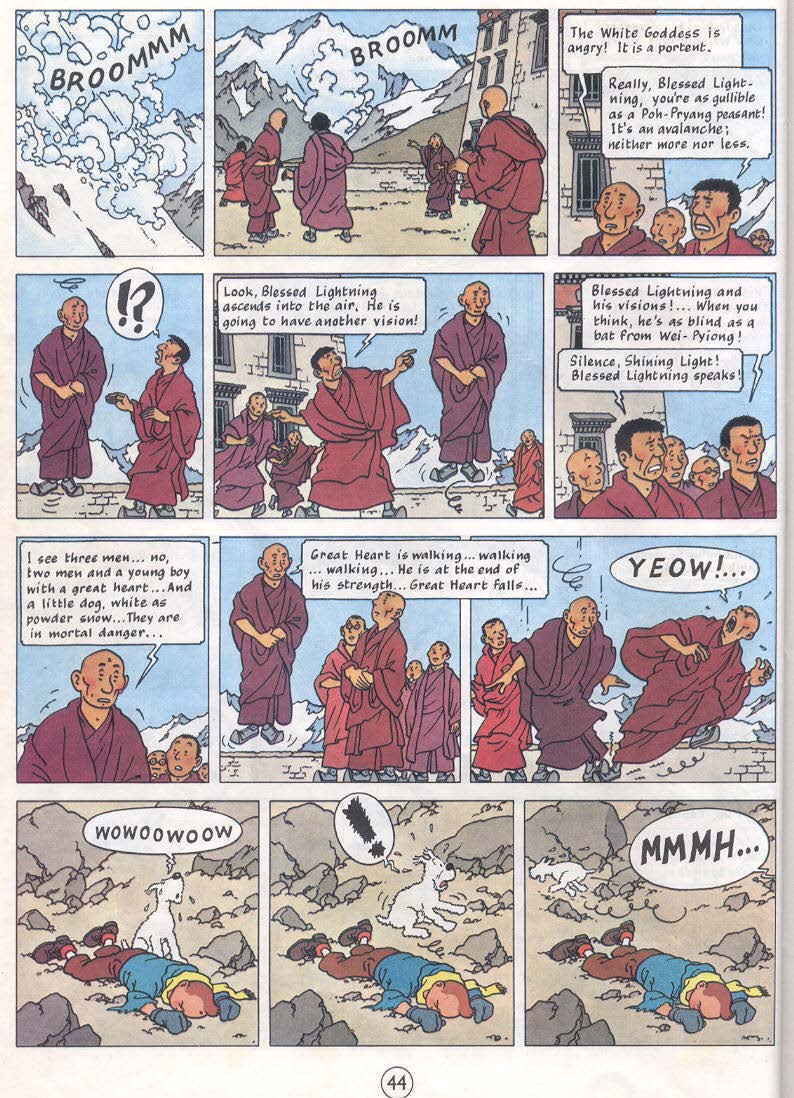 BROOMMM
BROOMM
The White Goddess is
angry! It is a portent.
Really, Blessed Light-
ning, you're as gullible
as a Poh-Pryang peasant!
It's an avalanche;
neither more nor less.
!?
Look, Blessed Lightning
ascends into the air. He is
going to have another vision!
Blessed Lightning and
his visions!... When you
think, he's as blind as a
bat from Wei-Pyiong!
Silence, Shining Light!
Blessed Lightning speaks!
I see three men... no,
two men and a young boy
with a great heart... And
a little dog, white as
powder snow... They are
in mortal danger...
Great Heart is walking... walking
... walking... He is at the end of
his strength... Great Heart falls...
YEOW!...
WOWOOWOOW
!
MMMH...
44